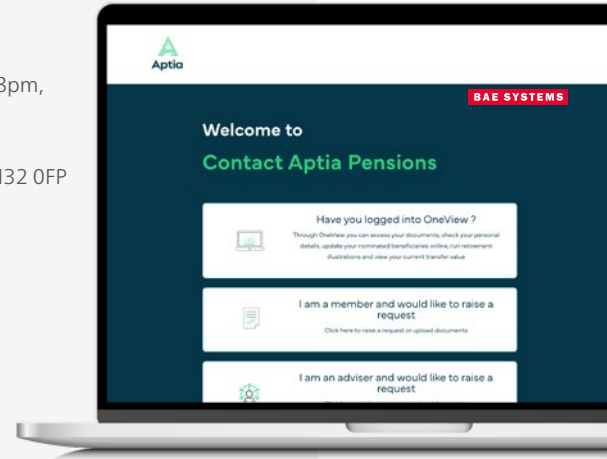 8pm,
132 0FP
Aptia
BAE SYSTEMS
Welcome to
Contact Aptia Pensions
Have you logged into OneView ?
Through OneView you can access your documents, check your personal
details, update your nominated beneficiaries online, run retirement
illustrations and view your current transfer value
I am a member and would like to raise a
request
Click here to raise a request or upload documents
I am an adviser and would like to raise a
request